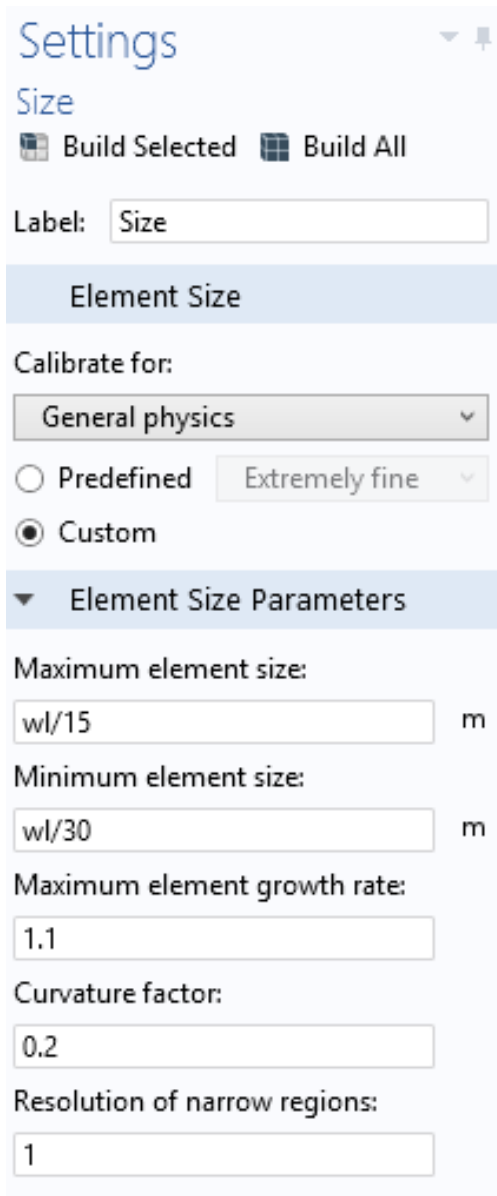 Settings
Size
Build Selected Build All
Label: Size
Element Size
Calibrate for:
General physics
Predefined Extremely fine
Custom
Element Size Parameters
Maximum element size:
wl/15 m
Minimum element size:
wl/30 m
Maximum element growth rate:
1.1
Curvature factor:
0.2
Resolution of narrow regions:
1